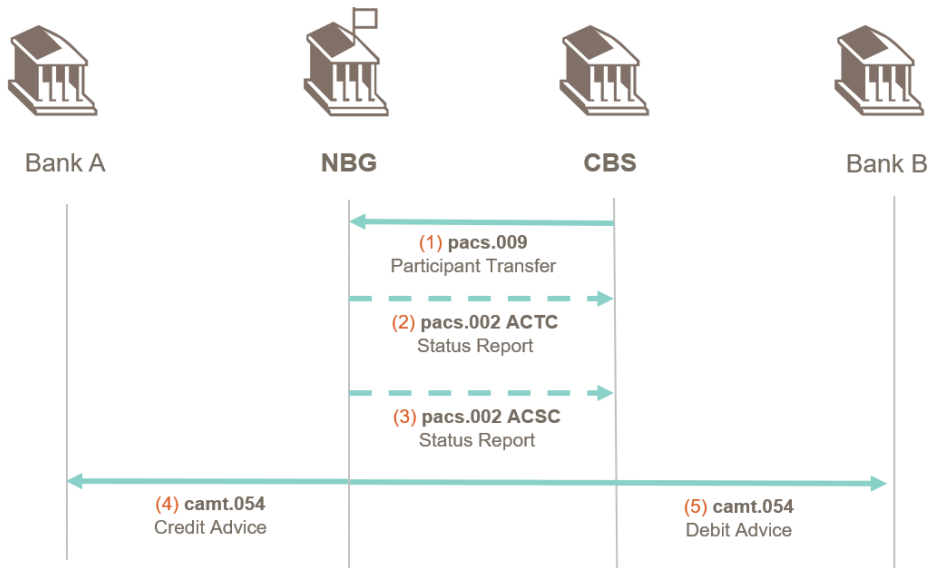 Bank A
NBG
CBS
Bank B
(1) pacs.009
Participant Transfer
(2) pacs.002 ACTC
Status Report
(3) pacs.002 ACSC
Status Report
(4) camt.054
Credit Advice
(5) camt.054
Debit Advice